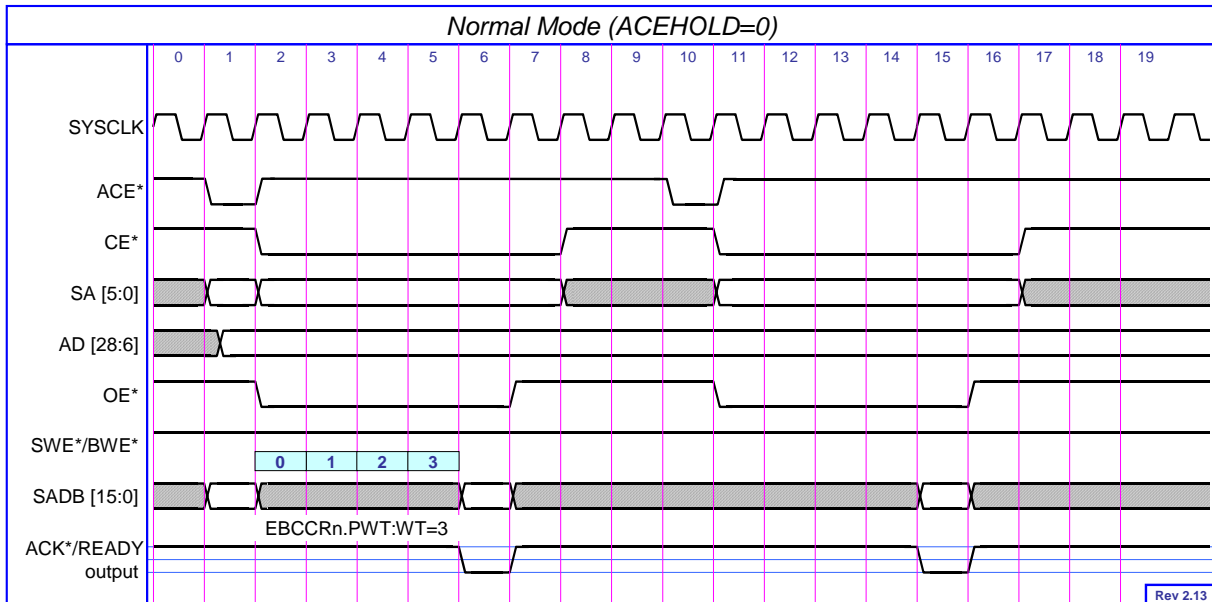 Normal Mode (ACEHOLD=0)
0 1 2 3 4 5 6 7 8 9 10 11 12 13 14 15 16 17 18 19
SYSCLK
ACE*
CE*
SA [5:0]
AD [28:6]
OE*
SWE*/BWE*
0 1 2 3
SADB [15:0]
EBCCRn.PWT:WT=3
ACK*/READY
output
Rev 2.13